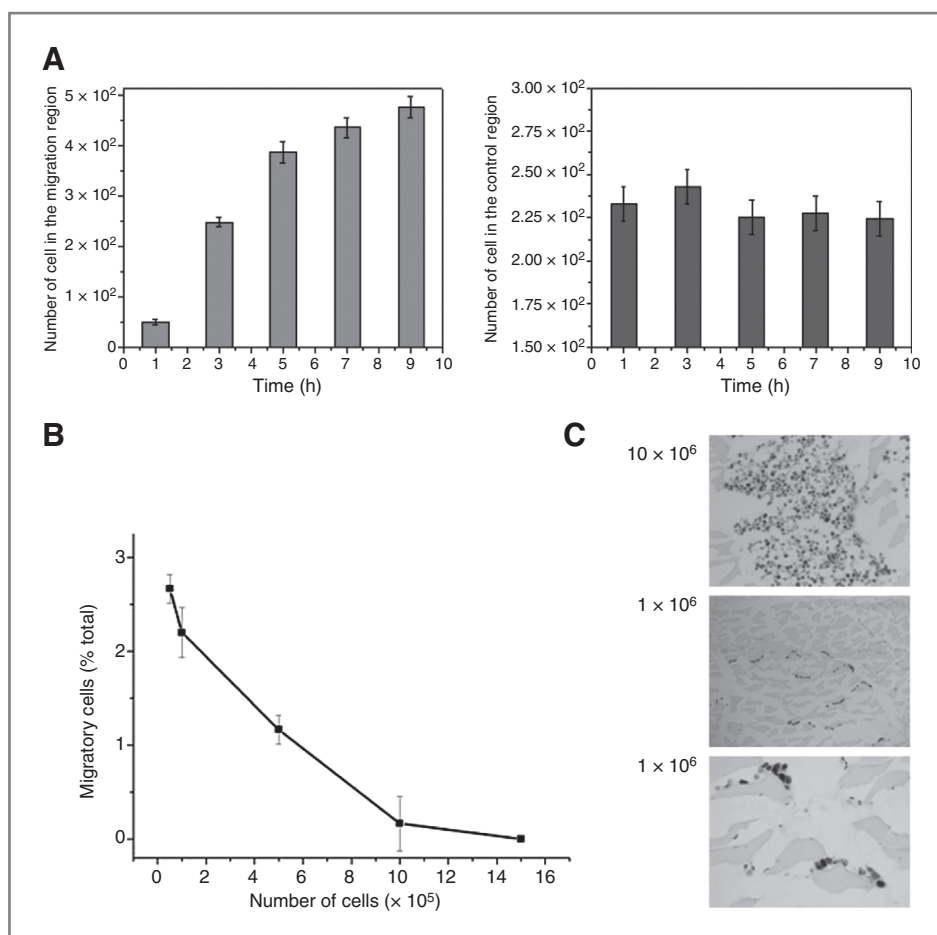 A
Number of cell in the migration region
5 × 10²
4 × 10²
3 × 10²
2 × 10²
1 × 10²
0
0 1 2 3 4 5 6 7 8 9 10
Time (h)
Number of cell in the control region
3.00 × 10²
2.75 × 10²
2.50 × 10²
2.25 × 10²
2.00 × 10²
1.75 × 10²
1.50 × 10²
0 1 2 3 4 5 6 7 8 9 10
Time (h)
B
Migratory cells (% total)
3
2
1
0
0 2 4 6 8 10 12 14 16
Number of cells (× 10⁵)
C
10 × 10⁶
1 × 10⁶
1 × 10⁶